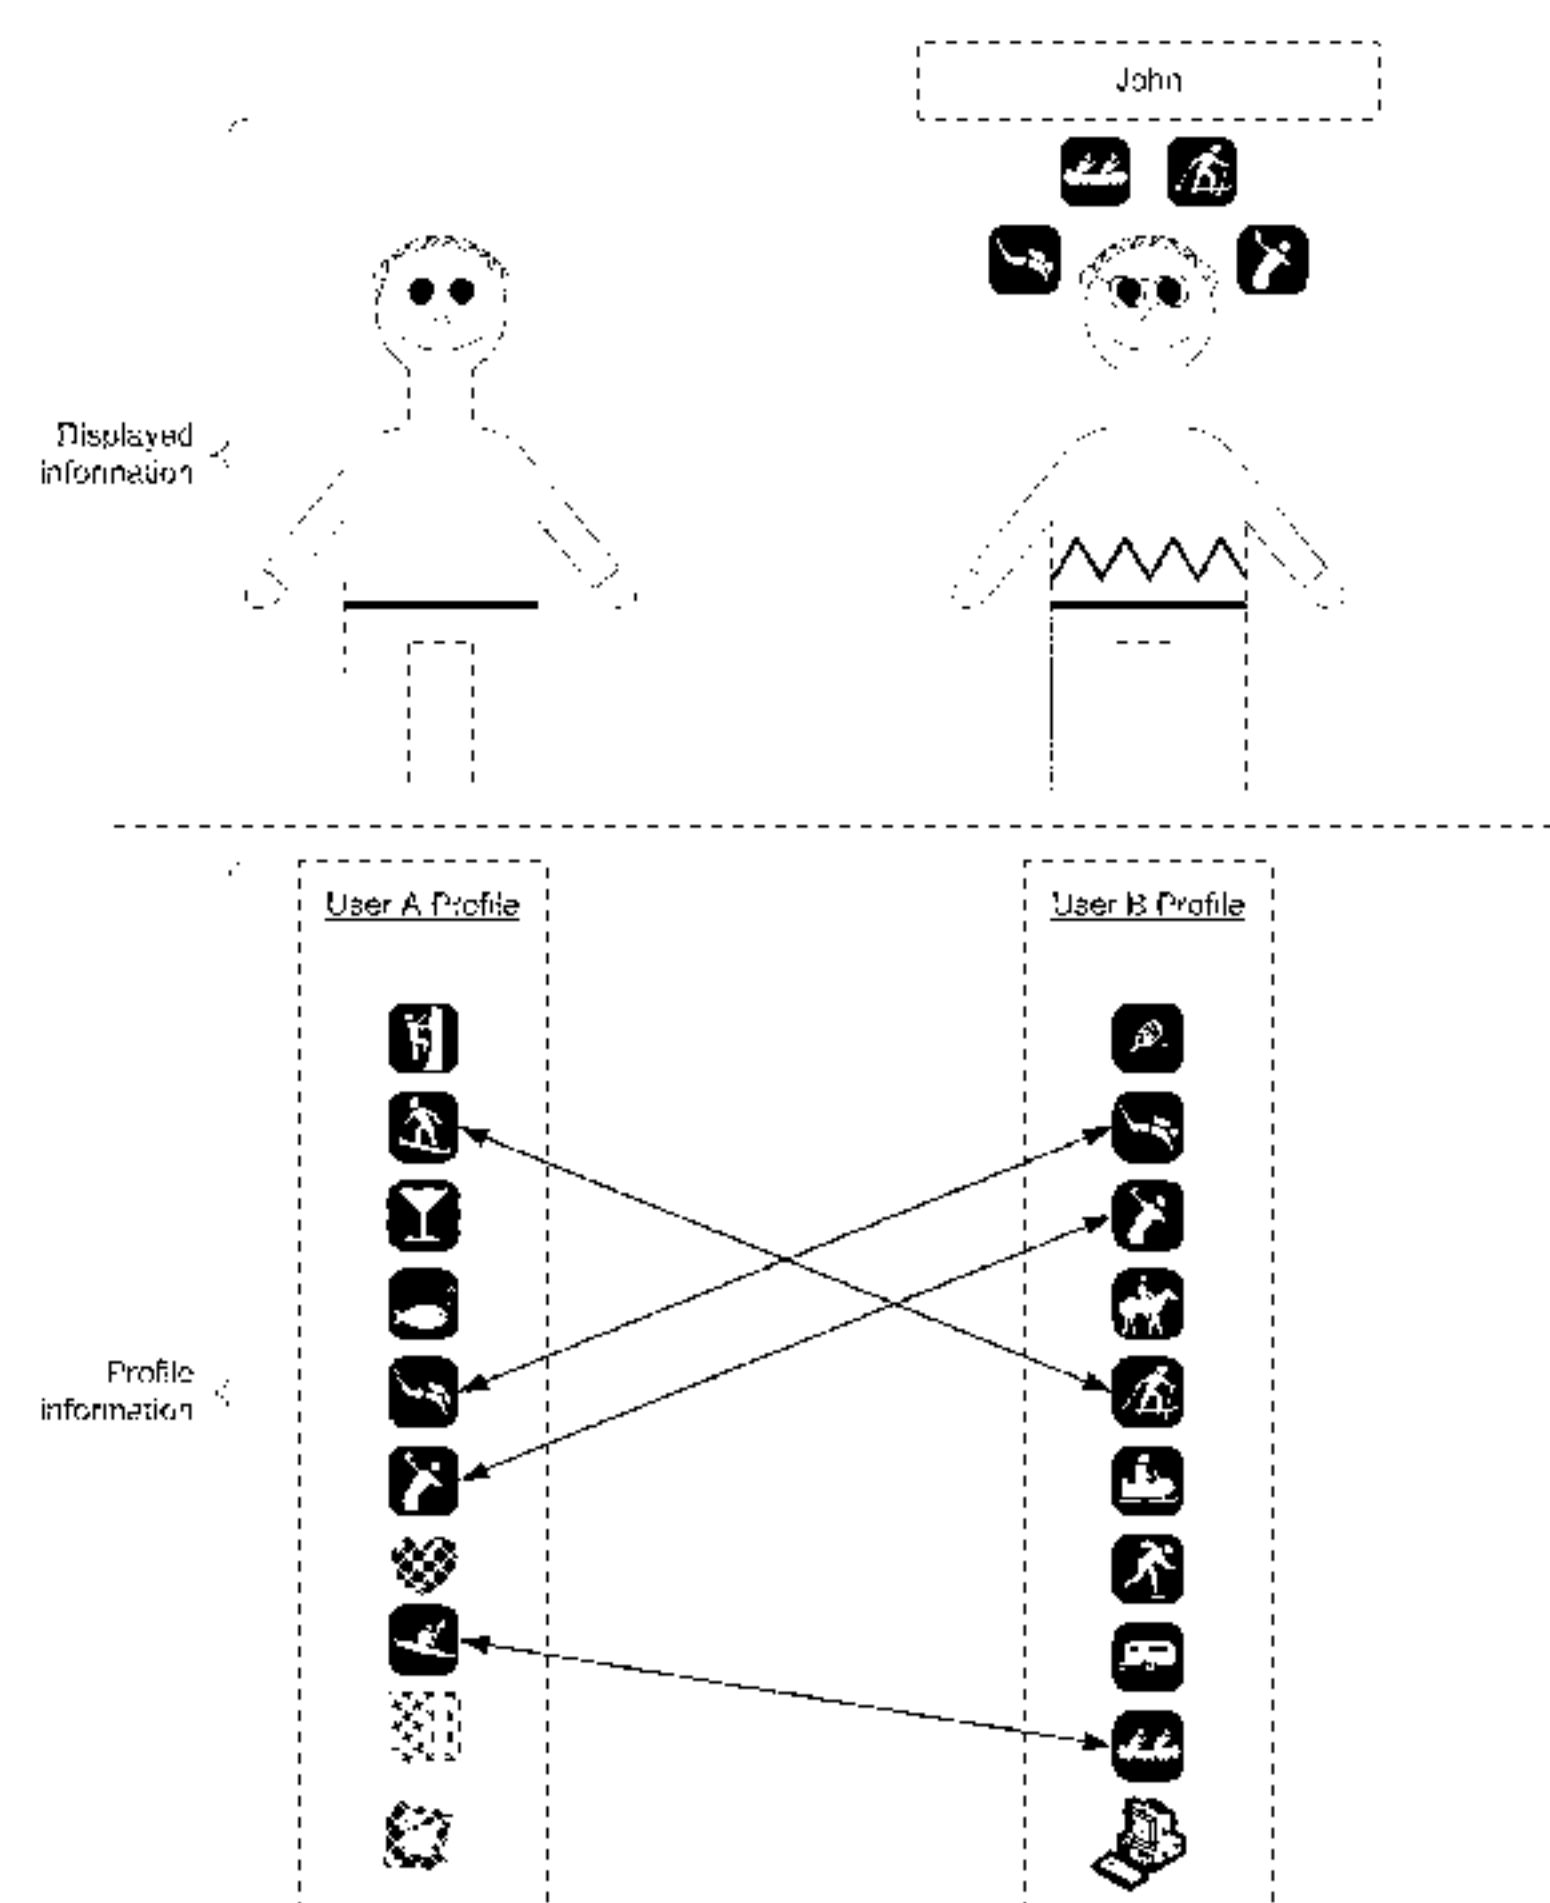 John
Displayed
information
User A Profile
User B Profile
Profile
information